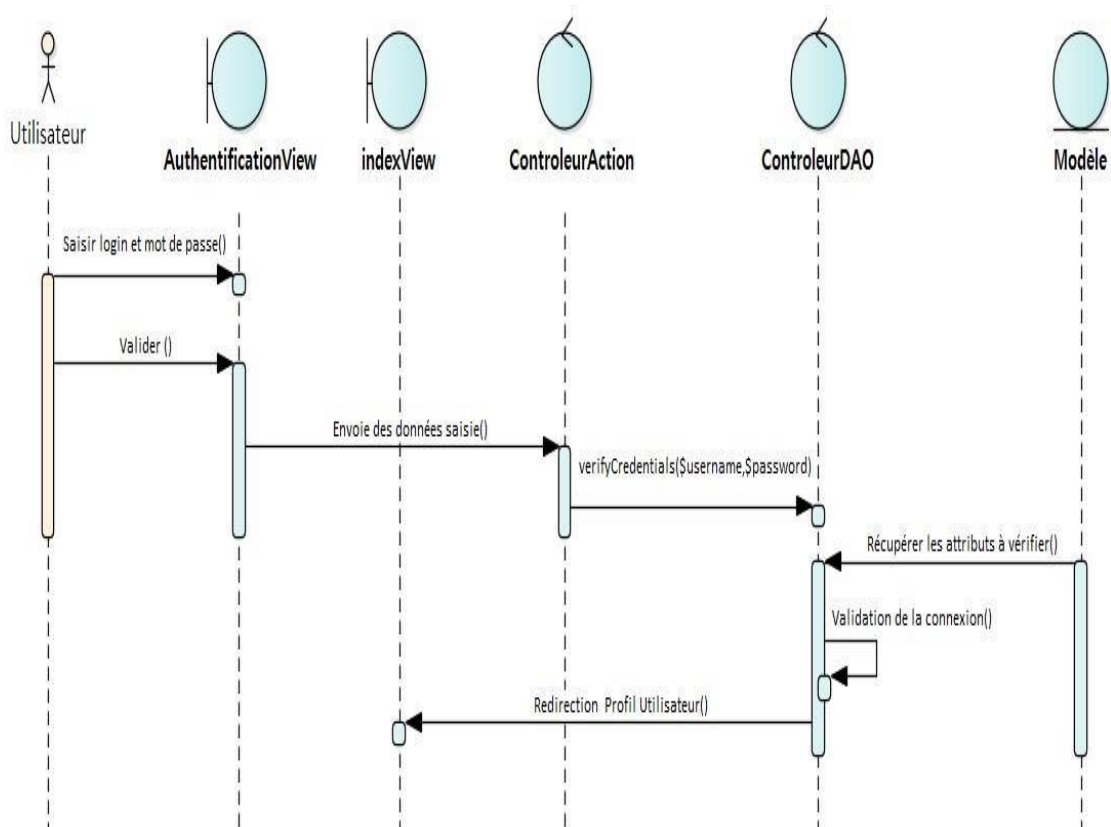 Utilisateur
AuthentificationView
indexView
ControleurAction
ControleurDAO
Modèle
Saisir login et mot de passe()
Valider ()
Envoie des données saisie()
verifyCredentials($username,$password)
Récupérer les attributs à vérifier()
Validation de la connexion()
Redirection Profil Utilisateur()